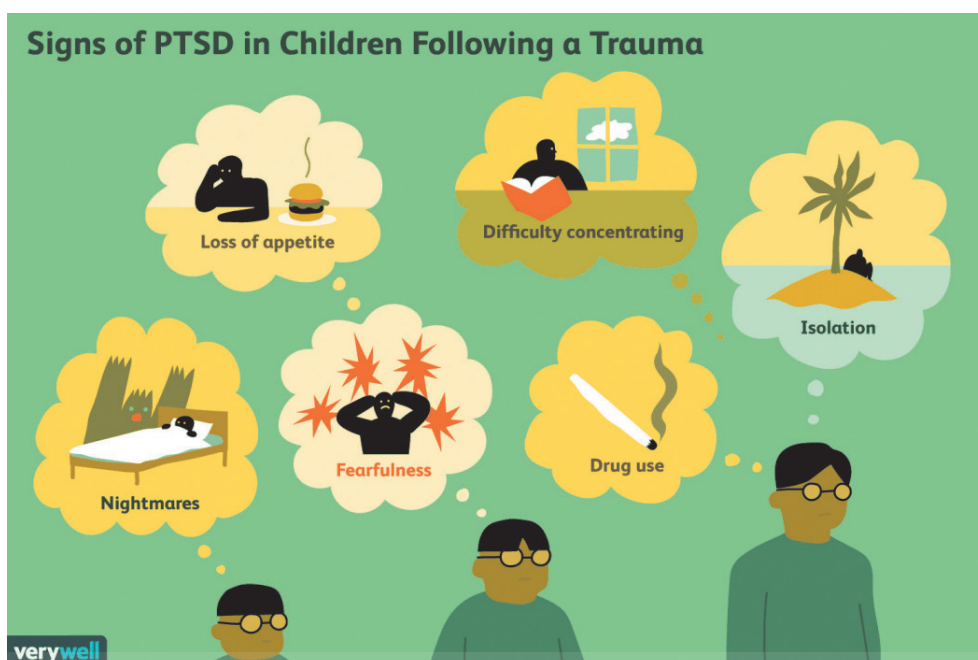 Signs of PTSD in Children Following a Trauma
Loss of appetite
Difficulty concentrating
Isolation
Nightmares
Fearfulness
Drug use
verywell